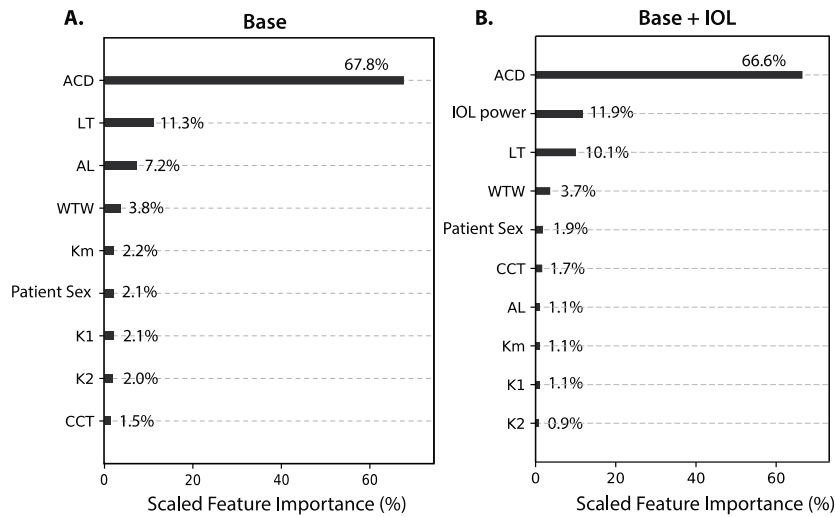 A.
Base
ACD
67.8%
LT
11.3%
AL
7.2%
WTW
3.8%
Km
2.2%
Patient Sex
2.1%
K1
2.1%
K2
2.0%
CCT
1.5%
0
20
40
60
Scaled Feature Importance (%)
B.
Base + IOL
ACD
66.6%
IOL power
11.9%
LT
10.1%
WTW
3.7%
Patient Sex
1.9%
CCT
1.7%
AL
1.1%
Km
1.1%
K1
1.1%
K2
0.9%
0
20
40
60
Scaled Feature Importance (%)